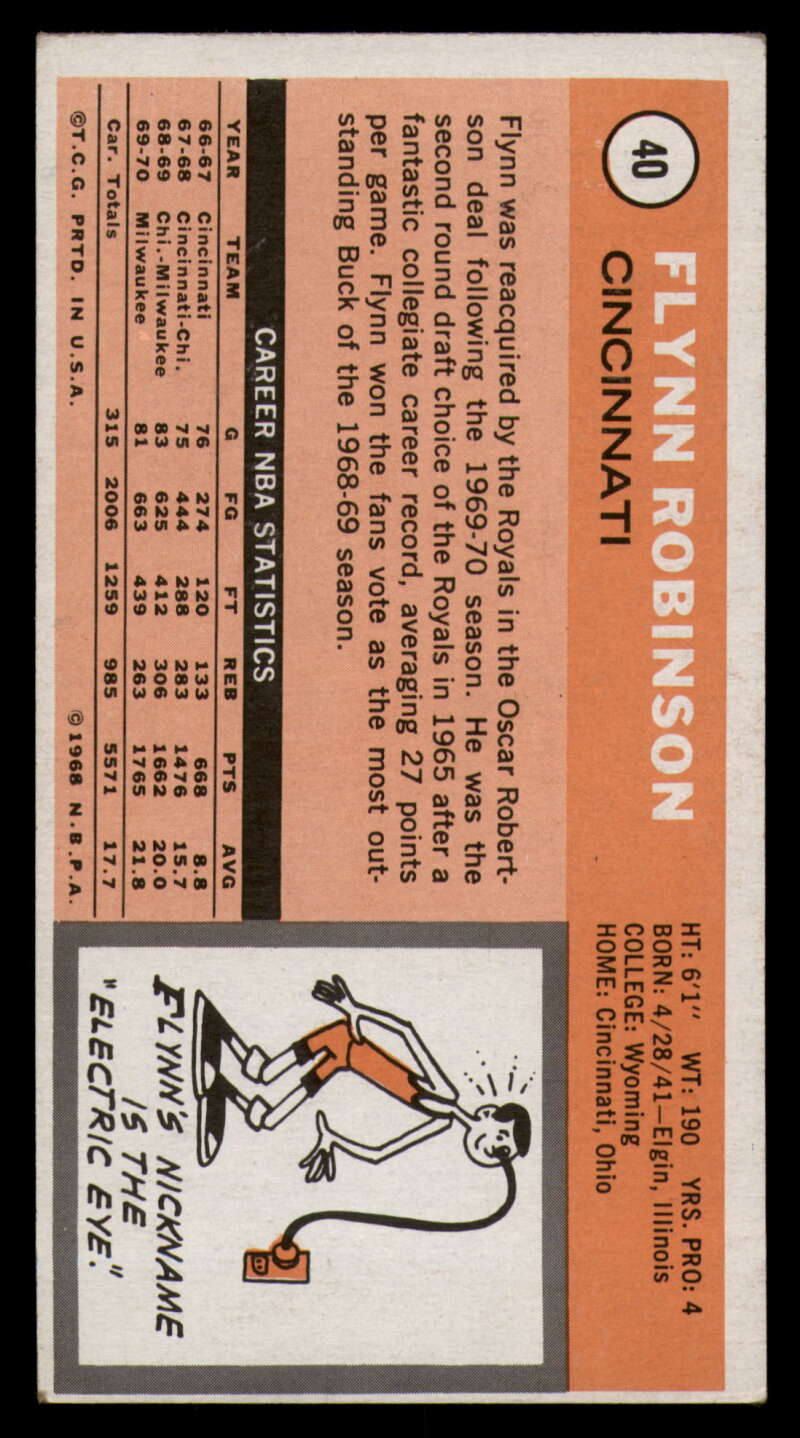 40
FLYNN ROBINSON
CINCINNATI
HT: 6'1" WT: 190 YRS. PRO: 4
BORN: 4/28/41—Elgin, Illinois
COLLEGE: Wyoming
HOME: Cincinnati, Ohio
Flynn was reacquired by the Royals in the Oscar Robert-
son deal following the 1969-70 season. He was the
second round draft choice of the Royals in 1965 after a
fantastic collegiate career record, averaging 27 points
per game. Flynn won the fans vote as the most out-
standing Buck of the 1968-69 season.
CAREER NBA STATISTICS
YEAR TEAM G FG FT REB PTS AVG
66-67 Cincinnati 76 274 120 133 668 8.8
67-68 Cincinnati-Chi. 75 444 288 283 1476 15.7
68-69 Chi.-Milwaukee 83 625 412 306 1662 20.0
69-70 Milwaukee 81 663 439 263 1765 21.8
Car. Totals 315 2006 1259 985 5571 17.7
©T.C.G. PRTD. IN U.S.A. ©1968 N.B.P.A.
FLYNN'S NICKNAME
IS THE
"ELECTRIC EYE."